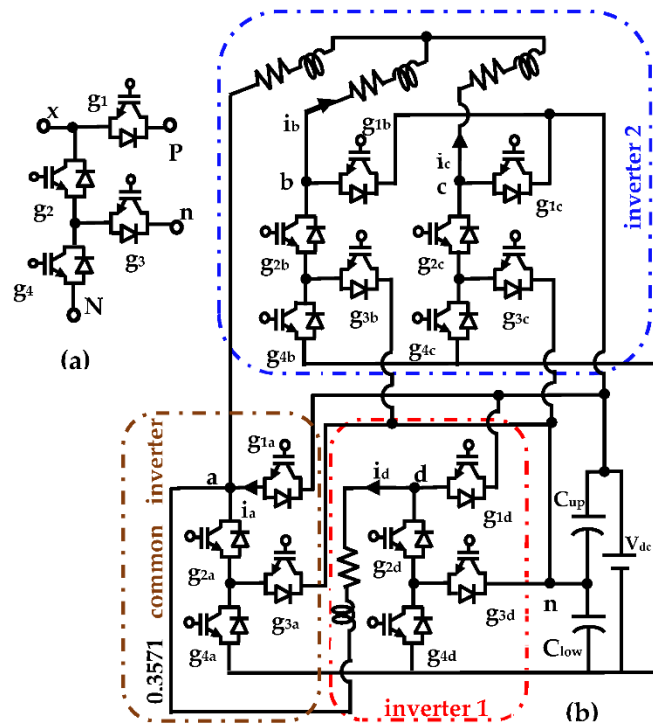 g1
x
P
g2
n
g3
g4
N
(a)
ib
g1b
ic
b
c
g1c
g2b
g2c
g3b
g3c
g4b
g4c
inverter 2
g1a
a
ia
id
d
g1d
Cup
Vdc
g2a
g2d
n
g3a
g3d
g4a
g4d
Clow
0.3571 common inverter
inverter 1
(b)